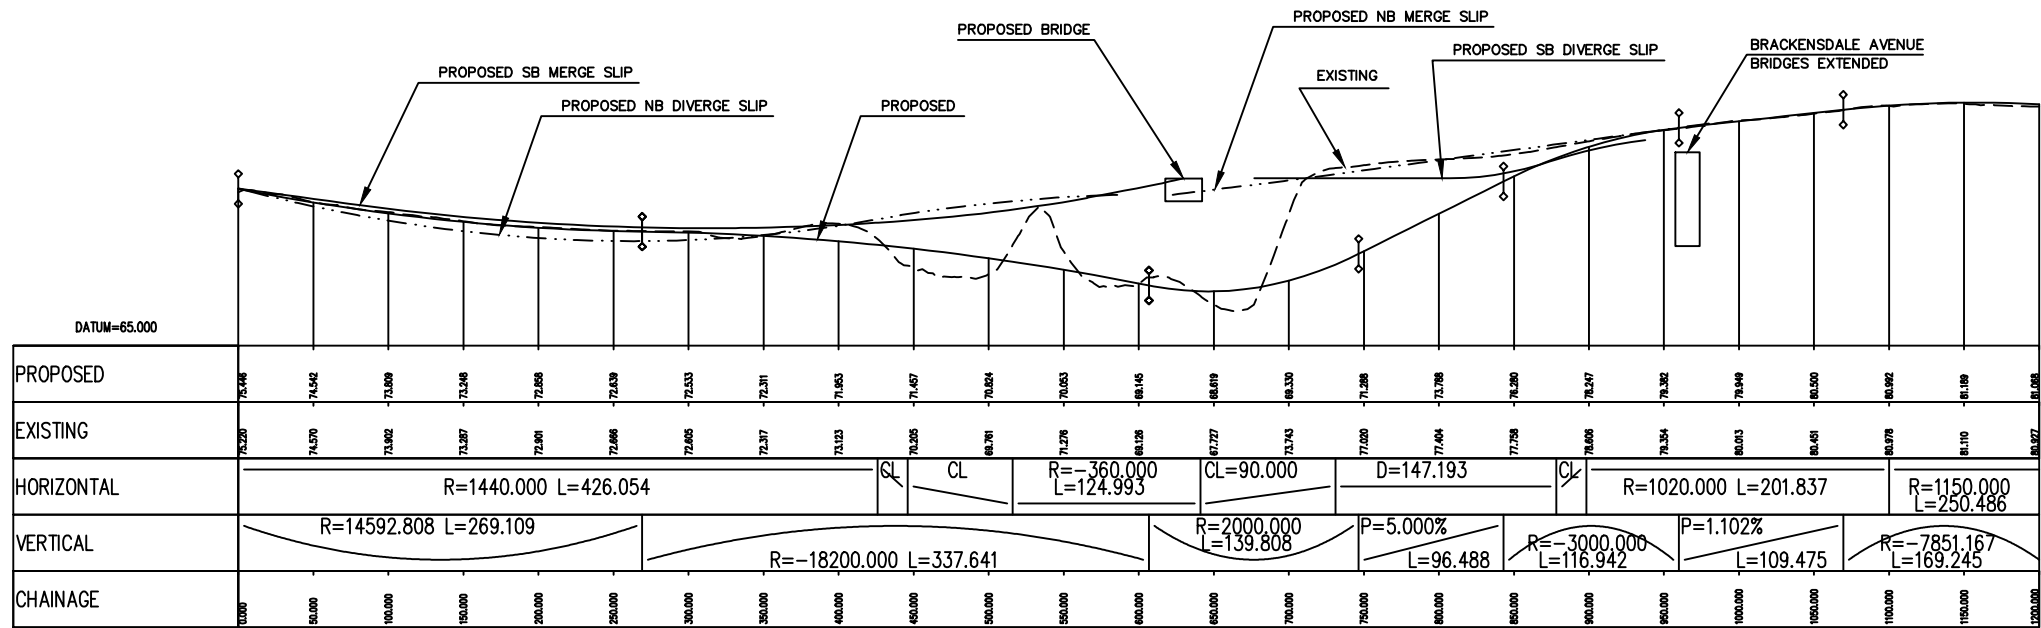 PROPOSED NB MERGE SLIP
PROPOSED BRIDGE
PROPOSED SB DIVERGE SLIP
BRACKENSDALE AVENUE
BRIDGES EXTENDED
PROPOSED SB MERGE SLIP
EXISTING
PROPOSED NB DIVERGE SLIP
PROPOSED
DATUM=65.000
PROPOSED
75.446 74.542 73.809 73.248 72.858 72.639 72.533 72.311 71.953 71.457 70.824 70.053 69.145 68.619 69.330 71.288 73.788 76.280 78.247 79.382 79.949 80.500 80.992 81.189 81.068
EXISTING
75.220 74.570 73.902 73.287 72.901 72.666 72.605 72.317 73.123 70.205 69.761 71.276 69.126 67.727 73.743 77.020 77.404 77.758 78.606 79.354 80.013 80.451 80.978 81.110 80.927
HORIZONTAL
R=1440.000 L=426.054
CL
CL
R=-360.000
L=124.993
CL=90.000
D=147.193
CL
R=1020.000 L=201.837
R=1150.000
L=250.486
VERTICAL
R=14592.808 L=269.109
R=-18200.000 L=337.641
R=2000.000
L=139.808
P=5.000%
L=96.488
R=-3000.000
L=116.942
P=1.102%
L=109.475
R=-7851.167
L=169.245
CHAINAGE
0.000 50.000 100.000 150.000 200.000 250.000 300.000 350.000 400.000 450.000 500.000 550.000 600.000 650.000 700.000 750.000 800.000 850.000 900.000 950.000 1000.000 1050.000 1100.000 1150.000 1200.000